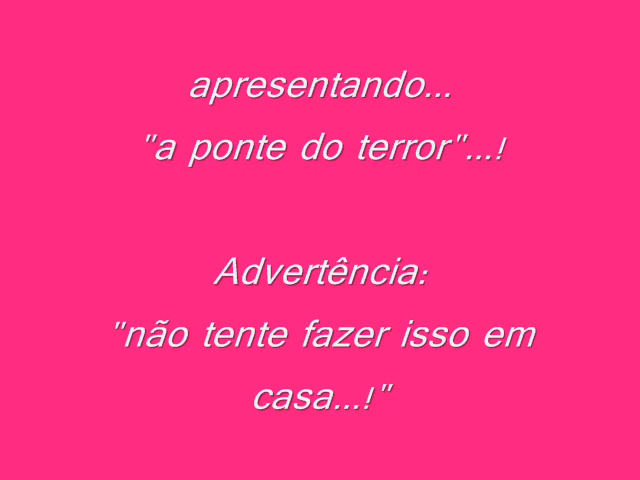 apresentando...
"a ponte do terror"...!
Advertência:
"não tente fazer isso em
casa...!"